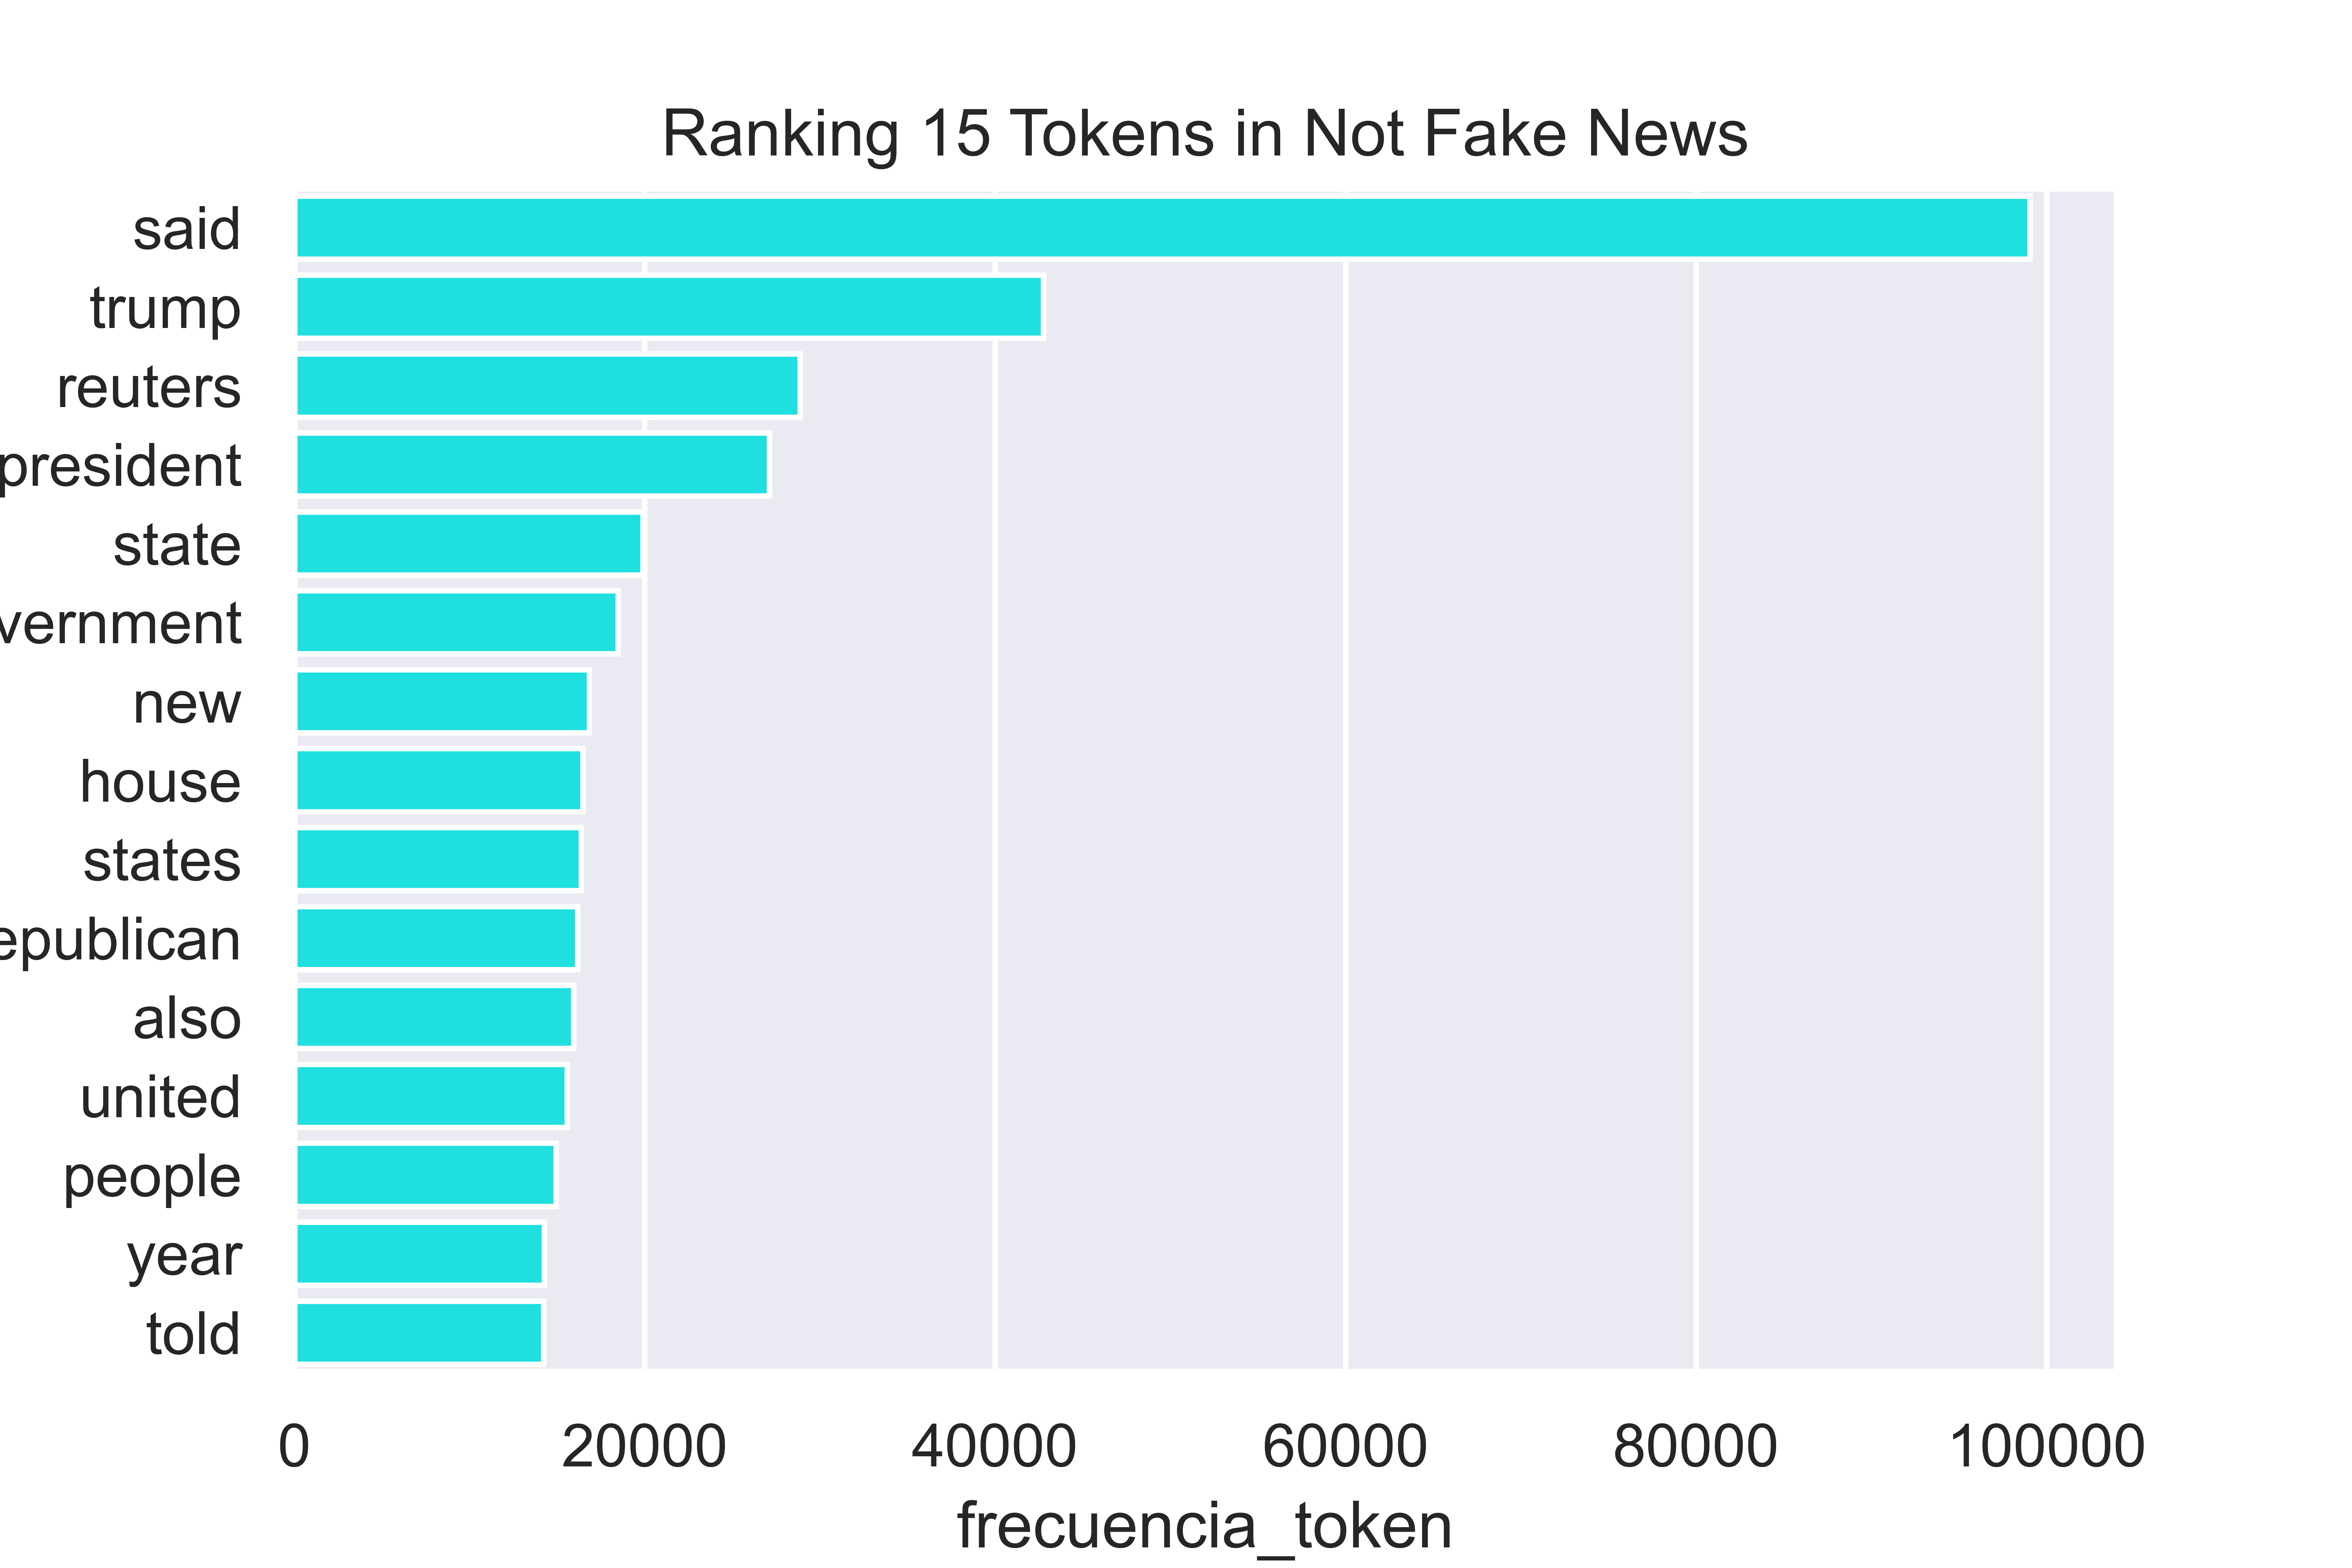 Ranking 15 Tokens in Not Fake News
said
trump
reuters
president
state
vernment
new
house
states
epublican
also
united
people
year
told
0 20000 40000 60000 80000 100000
frecuencia_token